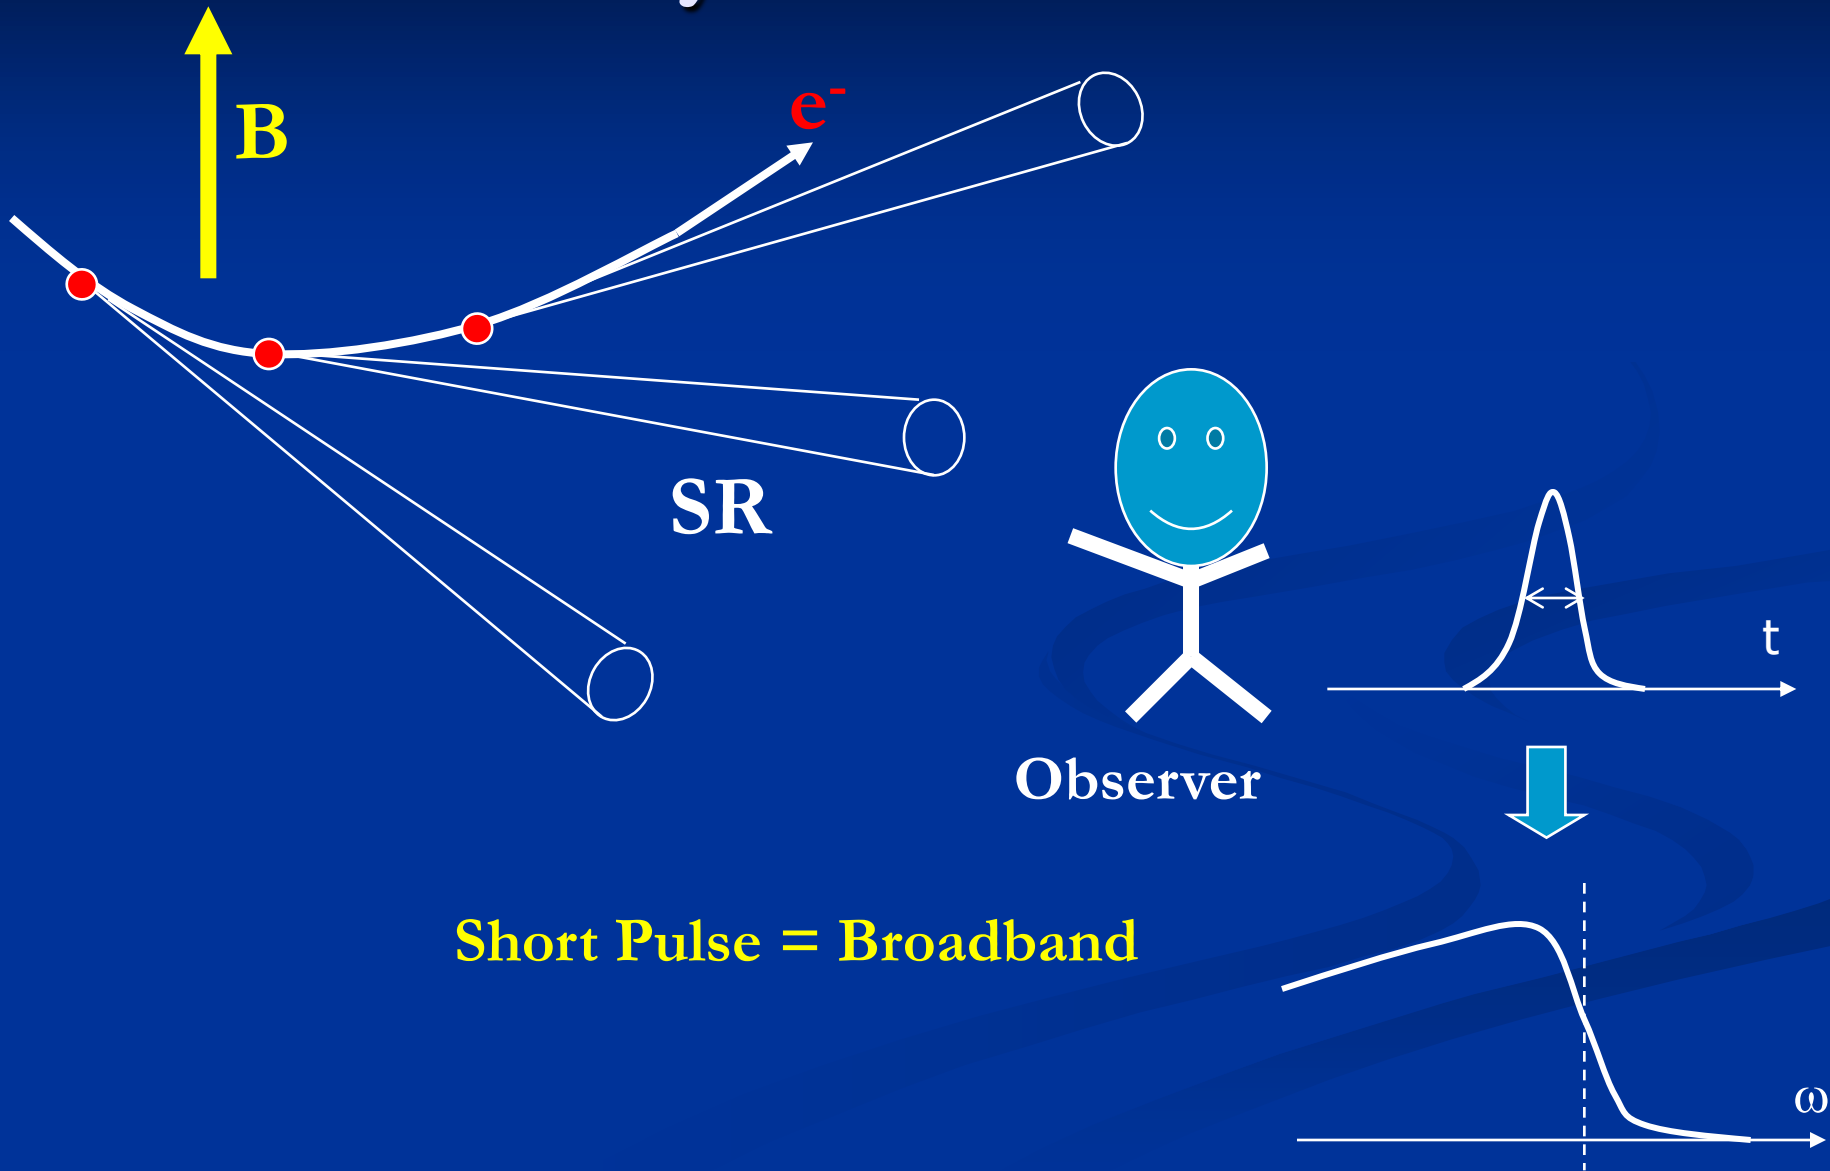 B
e-
SR
t
Observer
Short Pulse = Broadband
ω